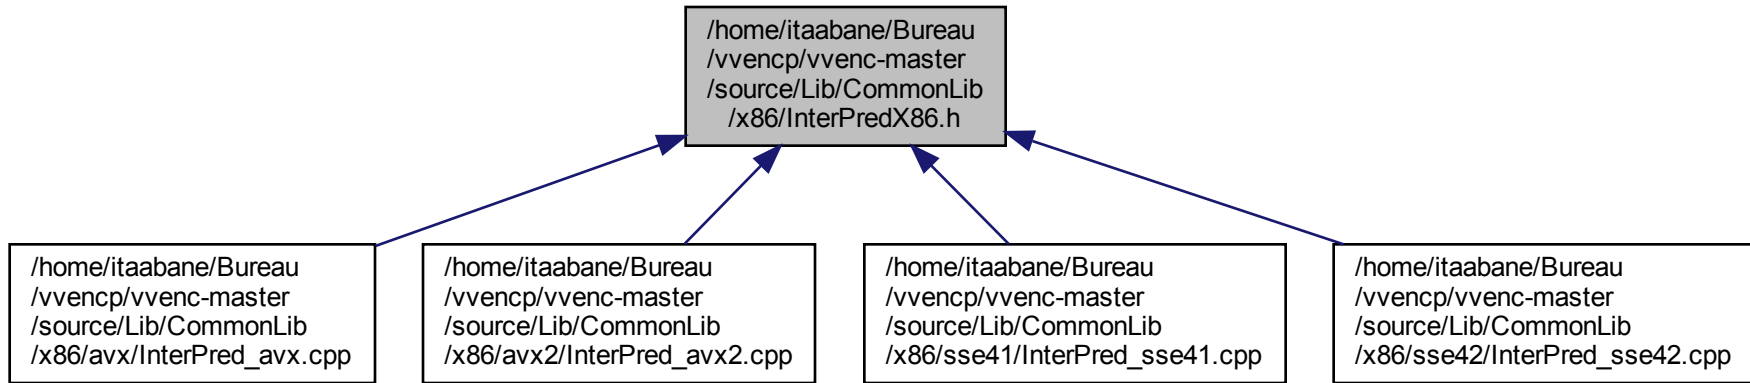 /home/itaabane/Bureau
/vvencp/vvenc-master
/source/Lib/CommonLib
/x86/InterPredX86.h
/home/itaabane/Bureau
/vvencp/vvenc-master
/source/Lib/CommonLib
/x86/avx/InterPred_avx.cpp
/home/itaabane/Bureau
/vvencp/vvenc-master
/source/Lib/CommonLib
/x86/avx2/InterPred_avx2.cpp
/home/itaabane/Bureau
/vvencp/vvenc-master
/source/Lib/CommonLib
/x86/sse41/InterPred_sse41.cpp
/home/itaabane/Bureau
/vvencp/vvenc-master
/source/Lib/CommonLib
/x86/sse42/InterPred_sse42.cpp